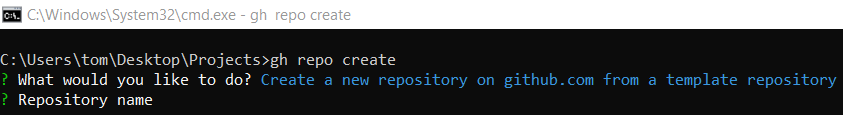 C:\Windows\System32\cmd.exe - gh  repo create
C:\Users\tom\Desktop\Projects>gh repo create
? What would you like to do? Create a new repository on github.com from a template repository
? Repository name